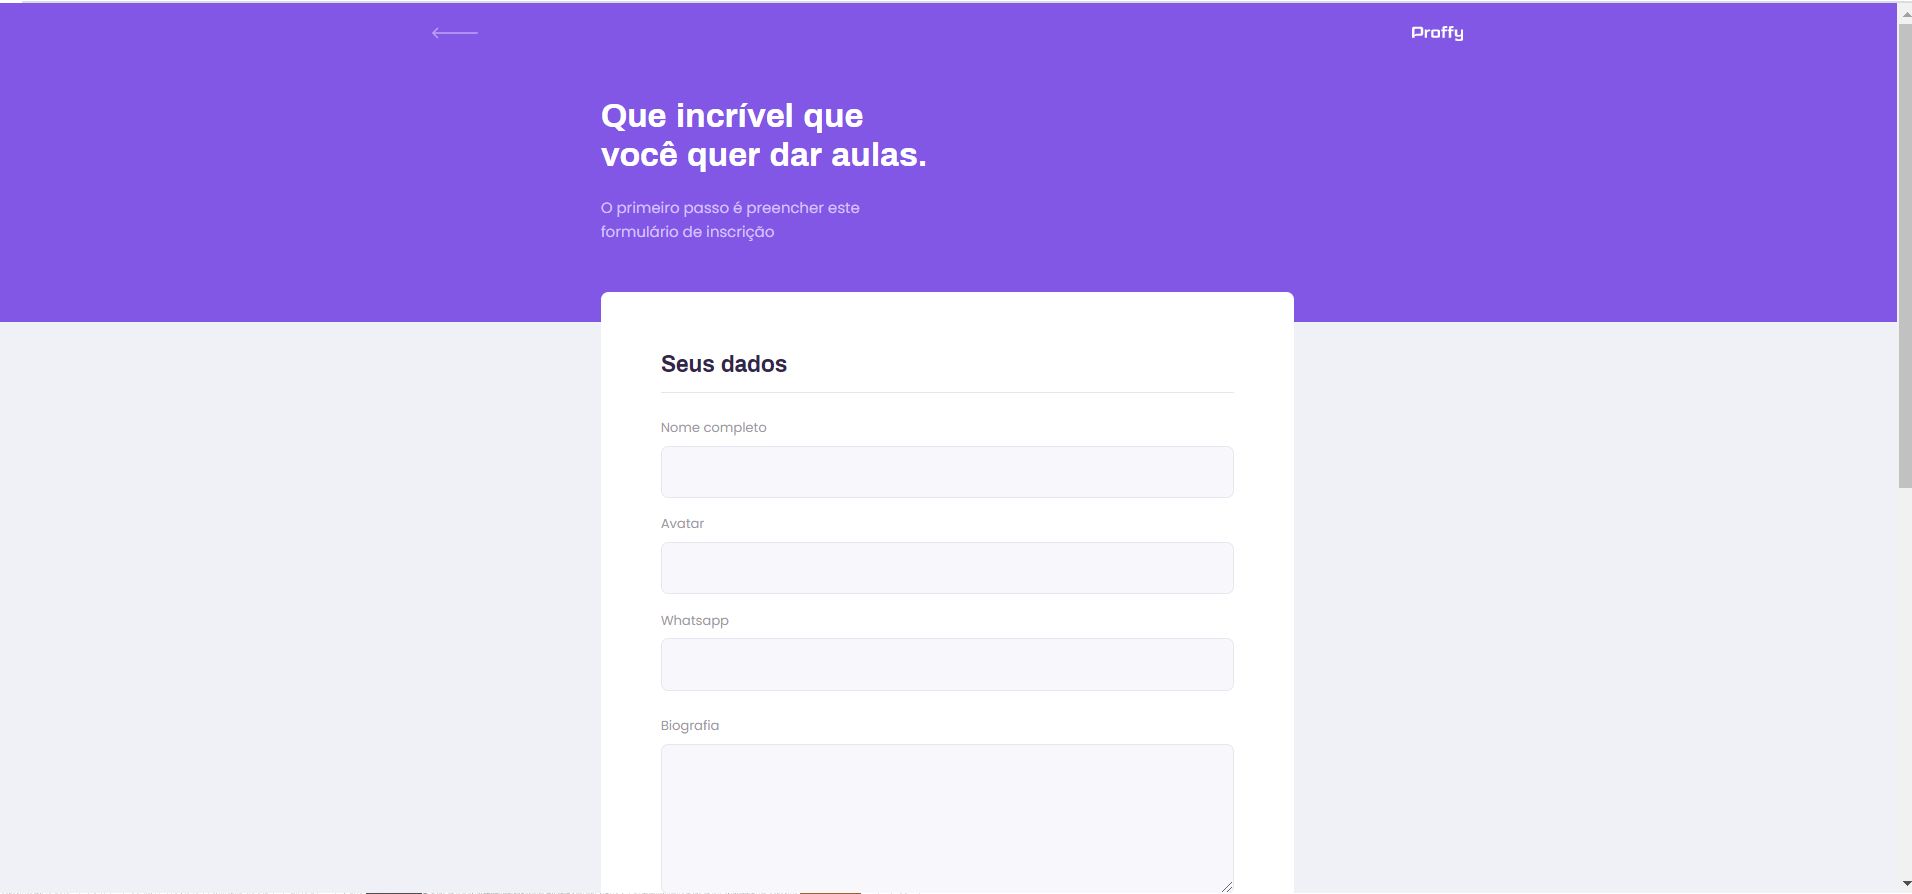 Proffy
Que incrível que
você quer dar aulas.
O primeiro passo é preencher este
formulário de inscrição
Seus dados
Nome completo
Avatar
Whatsapp
Biografia